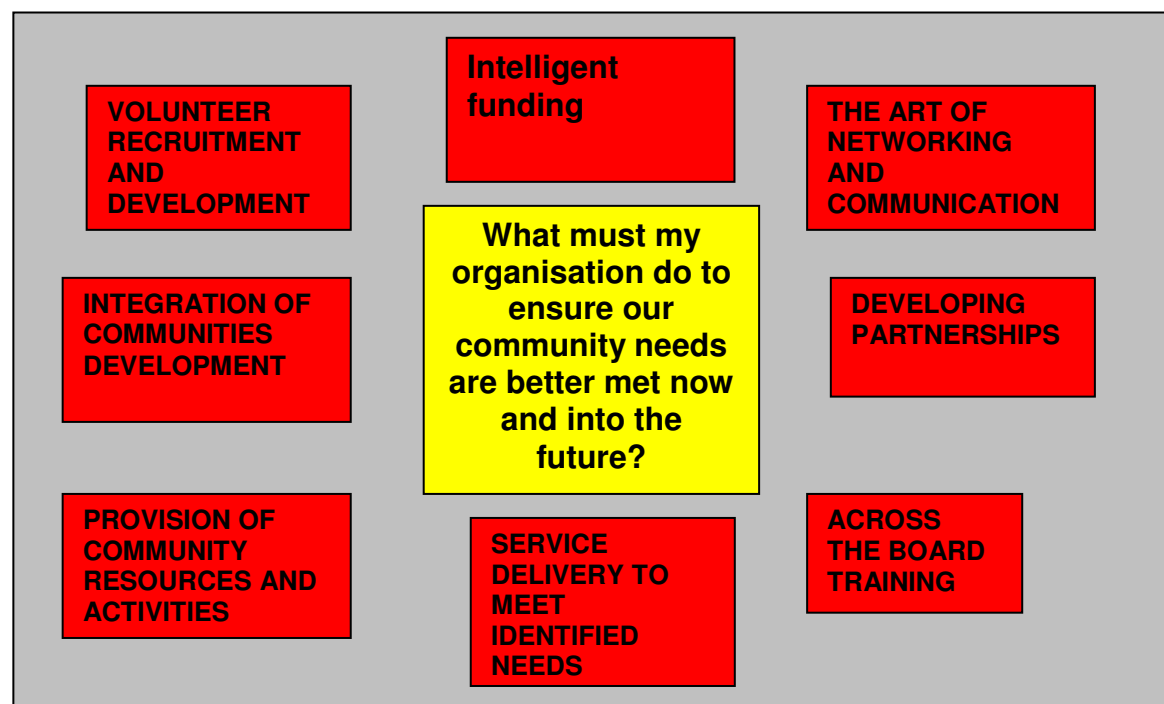 Intelligent
funding
VOLUNTEER
RECRUITMENT
AND
DEVELOPMENT
THE ART OF
NETWORKING
AND
COMMUNICATION
What must my
organisation do to
ensure our
community needs
are better met now
and into the
future?
INTEGRATION OF
COMMUNITIES
DEVELOPMENT
DEVELOPING
PARTNERSHIPS
PROVISION OF
COMMUNITY
RESOURCES AND
ACTIVITIES
SERVICE
DELIVERY TO
MEET
IDENTIFIED
NEEDS
ACROSS
THE BOARD
TRAINING